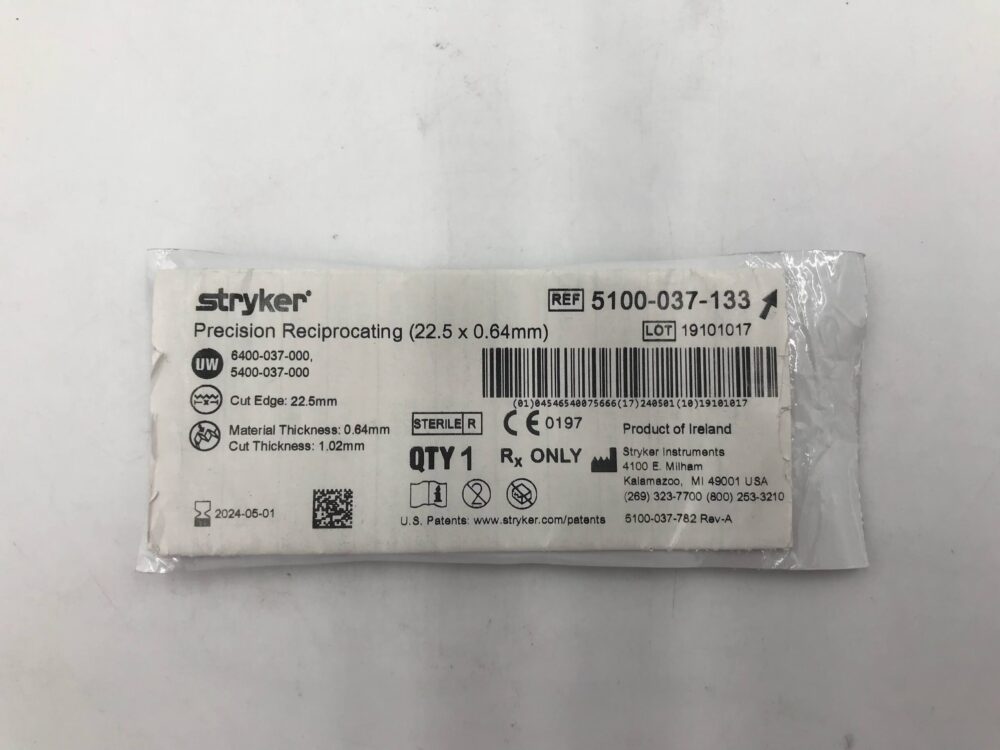 stryker®
REF 5100-037-133
Precision Reciprocating (22.5 x 0.64mm)
LOT 19101017
UW 6400-037-000,
5400-037-000
(01)04546540075666(17)240501(10)19101017
Cut Edge: 22.5mm
Material Thickness: 0.64mm
Cut Thickness: 1.02mm
STERILE R
CE 0197
Product of Ireland
QTY 1
Rx ONLY
Stryker Instruments
4100 E. Milham
Kalamazoo, MI 49001 USA
(269) 323-7700 (800) 253-3210
2024-05-01
i
2
U.S. Patents: www.stryker.com/patents
5100-037-782 Rev-A